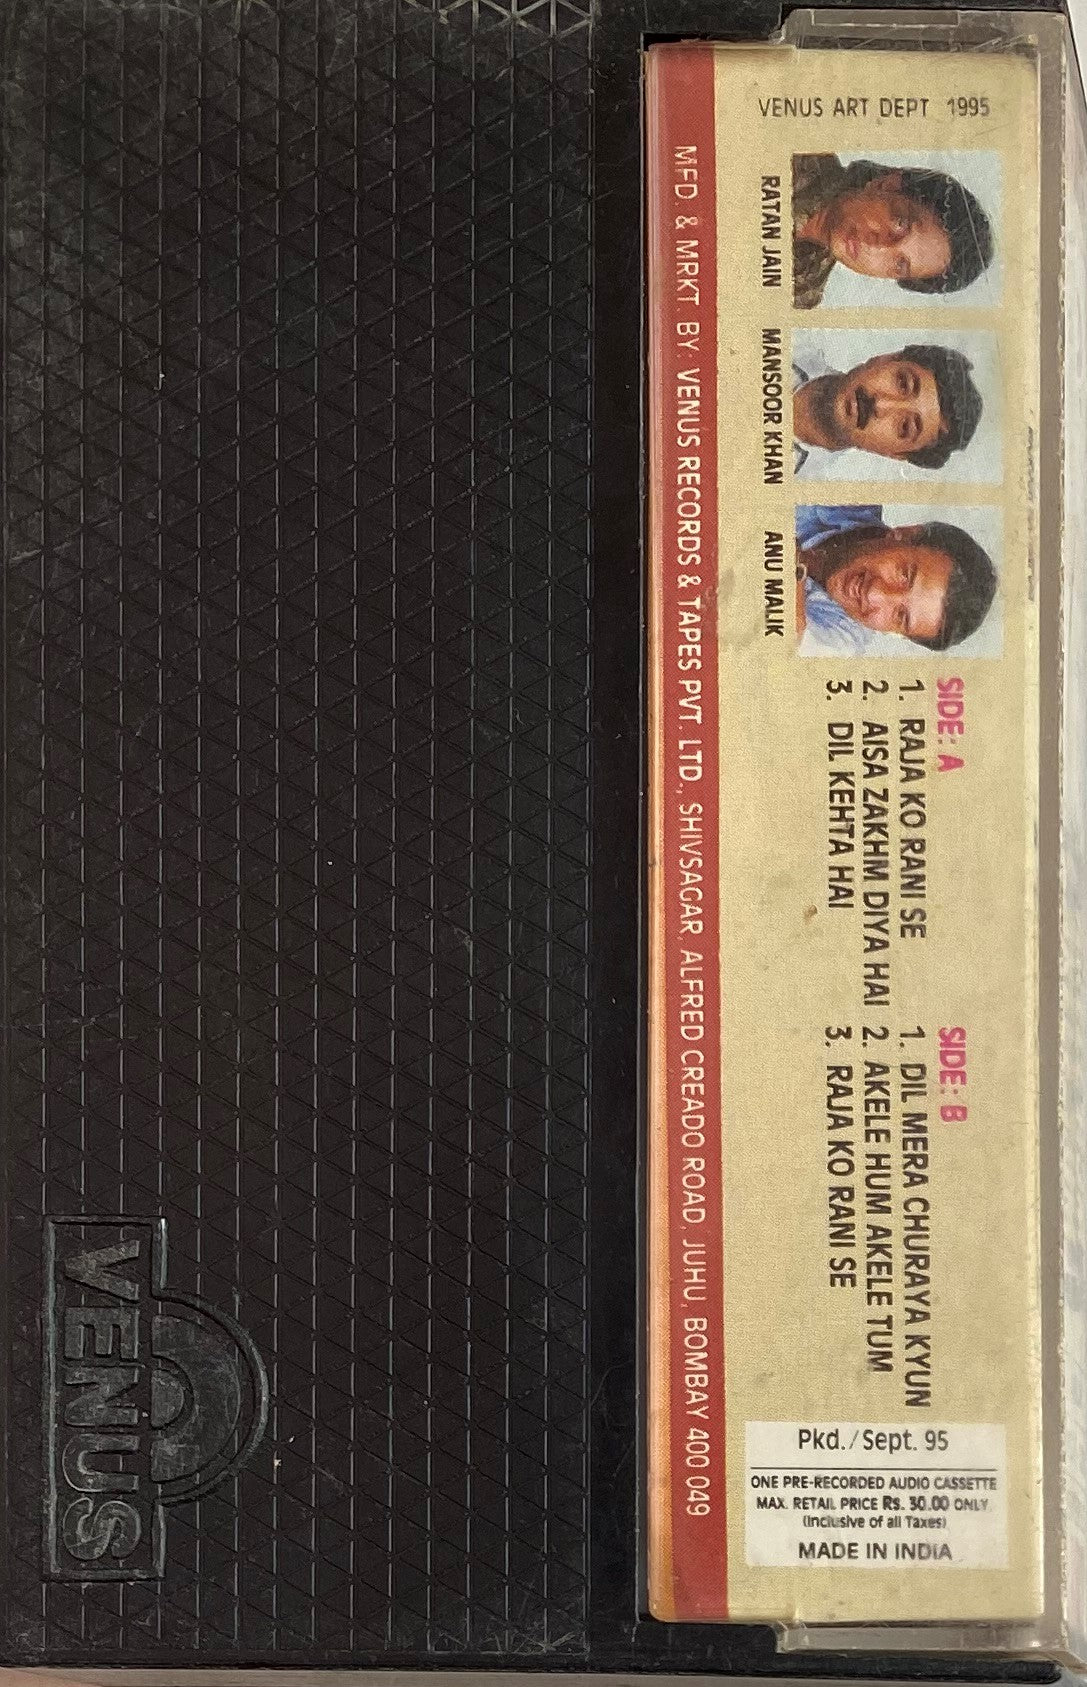 VENUS ART DEPT 1995
RATAN JAIN
MANSOOR KHAN
ANU MALIK
SIDE: A
1. RAJA KO RANI SE
2. AISA ZAKHM DIYA HAI
3. DIL KEHTA HAI
SIDE: B
1. DIL MERA CHURAYA KYUN
2. AKELE HUM AKELE TUM
3. RAJA KO RANI SE
Pkd./Sept. 95
ONE PRE-RECORDED AUDIO CASSETTE
MAX. RETAIL PRICE Rs. 30.00 ONLY
(Inclusive of all Taxes)
MADE IN INDIA
MFD. & MRKT. BY: VENUS RECORDS & TAPES PVT. LTD., SHIVSAGAR, ALFRED CREADO ROAD, JUHU, BOMBAY 400 049
VENUS